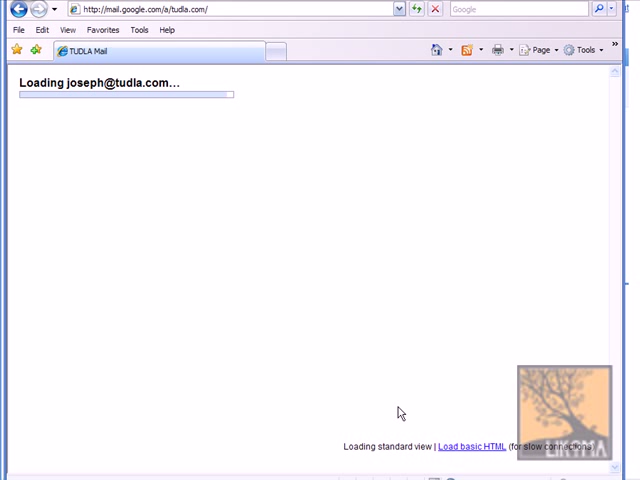 http://mail.google.com/a/tudla.com/
Google
File Edit View Favorites Tools Help
TUDLA Mail
Page Tools
Loading joseph@tudla.com...
Loading standard view | Load basic HTML (for slow connections)